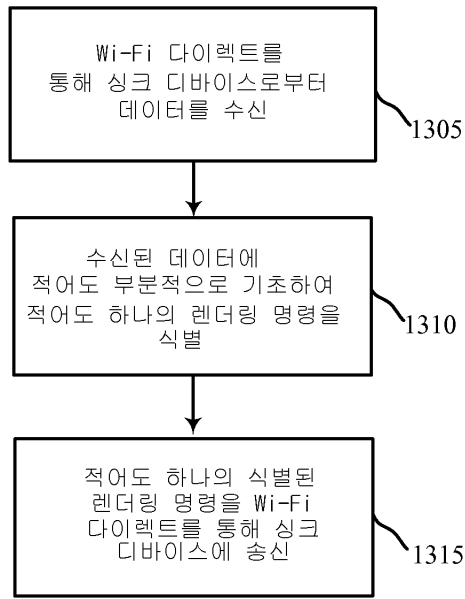 Wi-Fi 다이렉트를
통해 싱크 디바이스로부터
데이터를 수신
1305
수신된 데이터에
적어도 부분적으로 기초하여
적어도 하나의 렌더링 명령을
식별
1310
적어도 하나의 식별된
렌더링 명령을 Wi-Fi
다이렉트를 통해 싱크
디바이스에 송신
1315